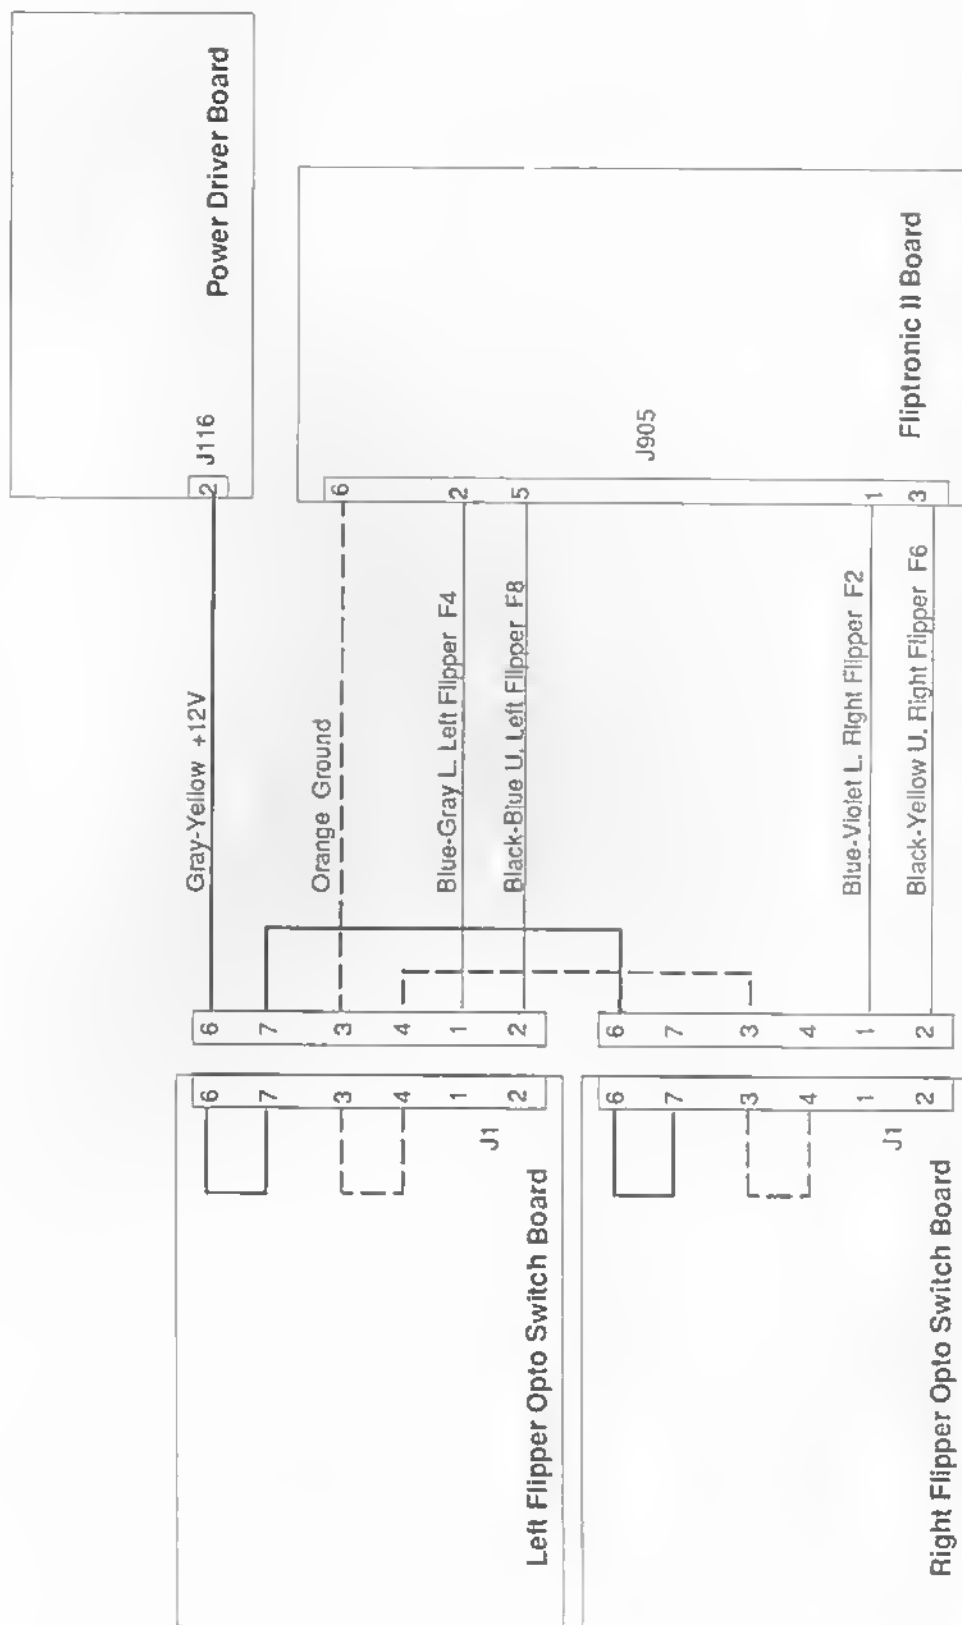 Power Driver Board
2
J116
Gray-Yellow +12V
Orange Ground
Blue-Gray L. Left Flipper F4
Black-Blue U. Left Flipper F8
Blue-Violet L. Right Flipper F2
Black-Yellow U. Right Flipper F6
6
2
5
1
3
J905
Fliptronic II Board
6
7
3
4
1
2
6
7
3
4
1
2
6
7
3
4
1
2
J1
Left Flipper Opto Switch Board
6
7
3
4
1
2
J1
Right Flipper Opto Switch Board